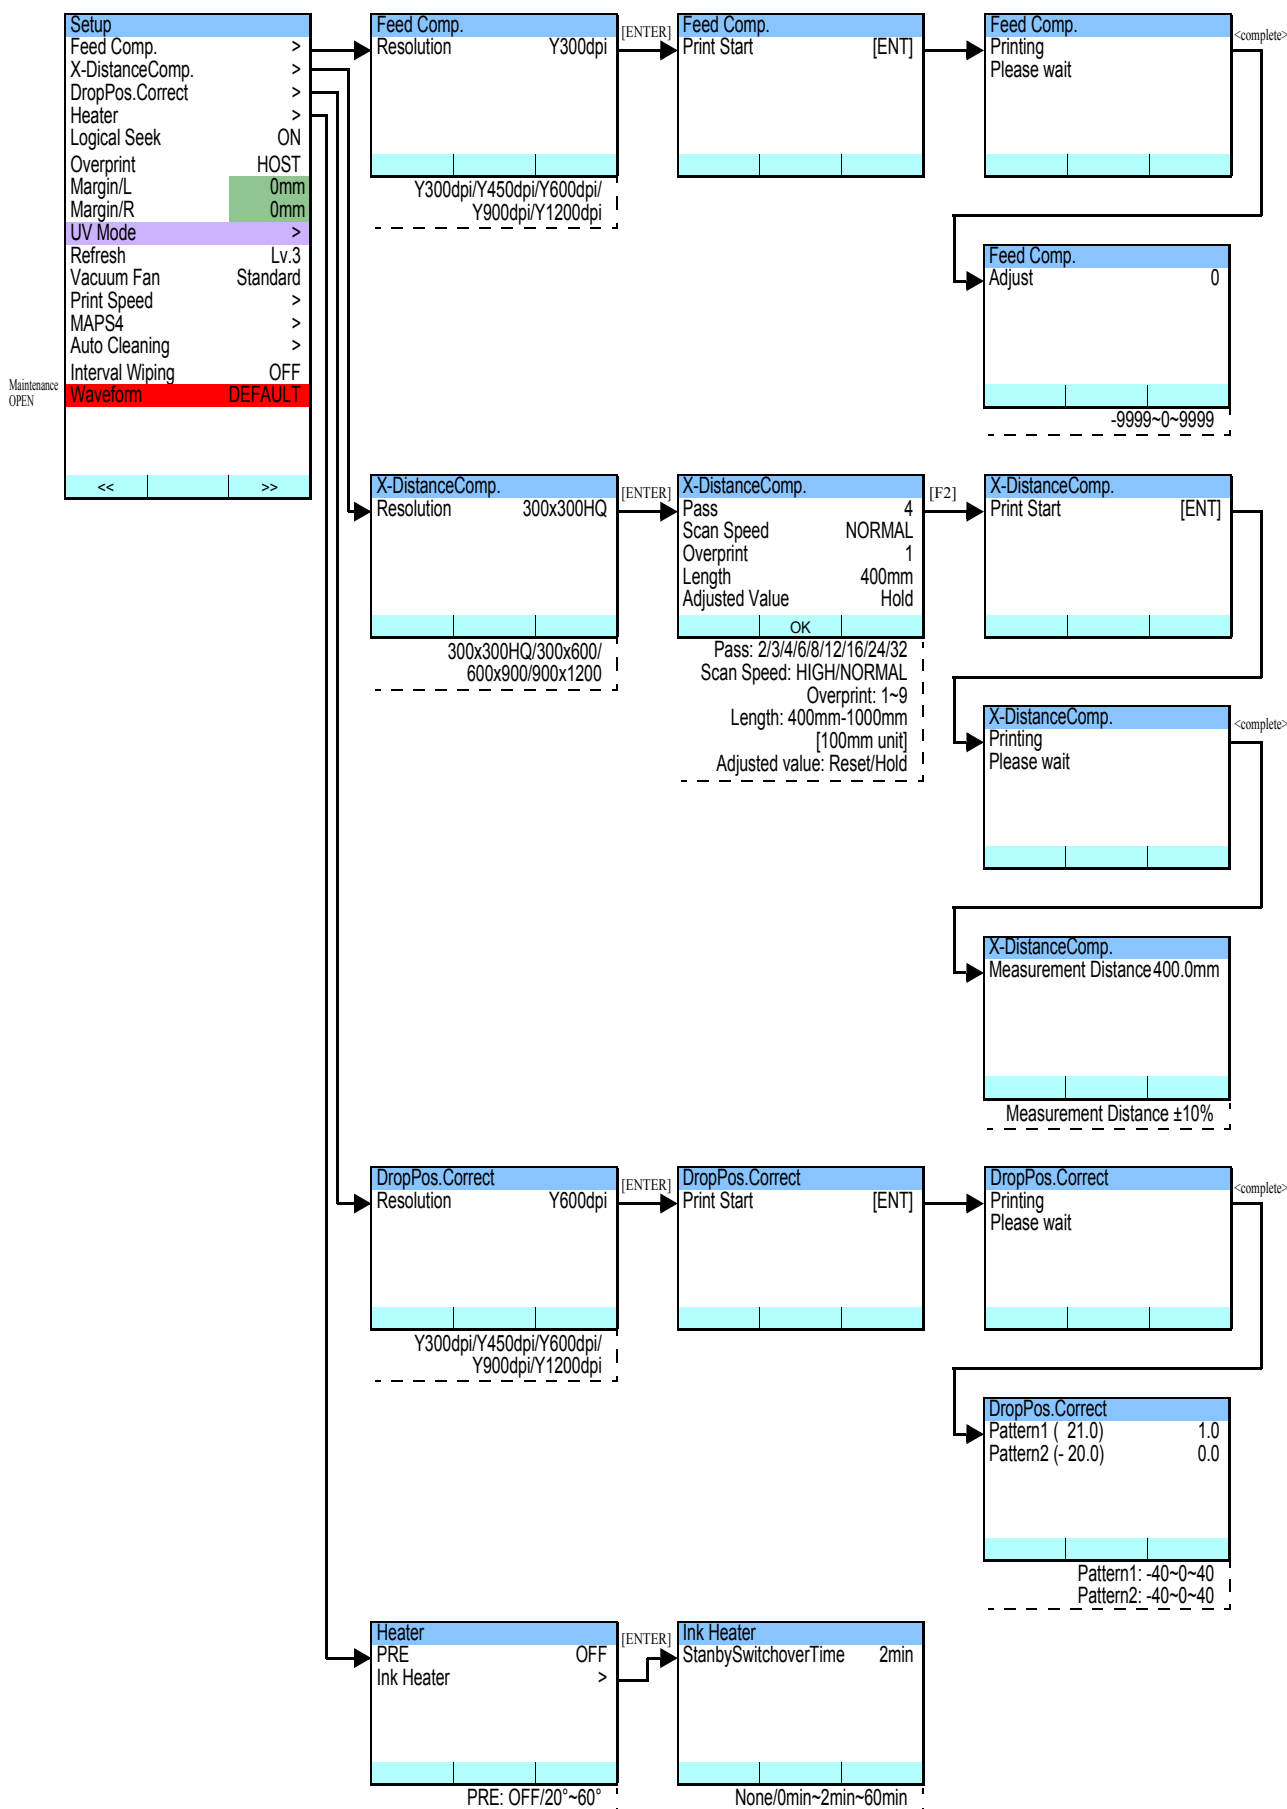 Setup
Feed Comp. >
X-DistanceComp. >
DropPos.Correct >
Heater >
Logical Seek ON
Overprint HOST
Margin/L 0mm
Margin/R 0mm
UV Mode >
Refresh Lv.3
Vacuum Fan Standard
Print Speed >
MAPS4 >
Auto Cleaning >
Interval Wiping OFF
Maintenance
OPEN
Waveform DEFAULT
<< >>
Feed Comp.
Resolution Y300dpi
Y300dpi/Y450dpi/Y600dpi/
Y900dpi/Y1200dpi
[ENTER]
Feed Comp.
Print Start [ENT]
Feed Comp.
Printing
Please wait
<complete>
Feed Comp.
Adjust 0
-9999~0~9999
X-DistanceComp.
Resolution 300x300HQ
300x300HQ/300x600/
600x900/900x1200
[ENTER]
X-DistanceComp.
Pass 4
Scan Speed NORMAL
Overprint 1
Length 400mm
Adjusted Value Hold
OK
Pass: 2/3/4/6/8/12/16/24/32
Scan Speed: HIGH/NORMAL
Overprint: 1~9
Length: 400mm-1000mm
[100mm unit]
Adjusted value: Reset/Hold
[F2]
X-DistanceComp.
Print Start [ENT]
X-DistanceComp.
Printing
Please wait
<complete>
X-DistanceComp.
Measurement Distance 400.0mm
Measurement Distance ±10%
DropPos.Correct
Resolution Y600dpi
Y300dpi/Y450dpi/Y600dpi/
Y900dpi/Y1200dpi
[ENTER]
DropPos.Correct
Print Start [ENT]
DropPos.Correct
Printing
Please wait
<complete>
DropPos.Correct
Pattern1 ( 21.0) 1.0
Pattern2 (- 20.0) 0.0
Pattern1: -40~0~40
Pattern2: -40~0~40
Heater
PRE OFF
Ink Heater >
PRE: OFF/20°~60°
[ENTER]
Ink Heater
StanbySwitchoverTime 2min
None/0min~2min~60min